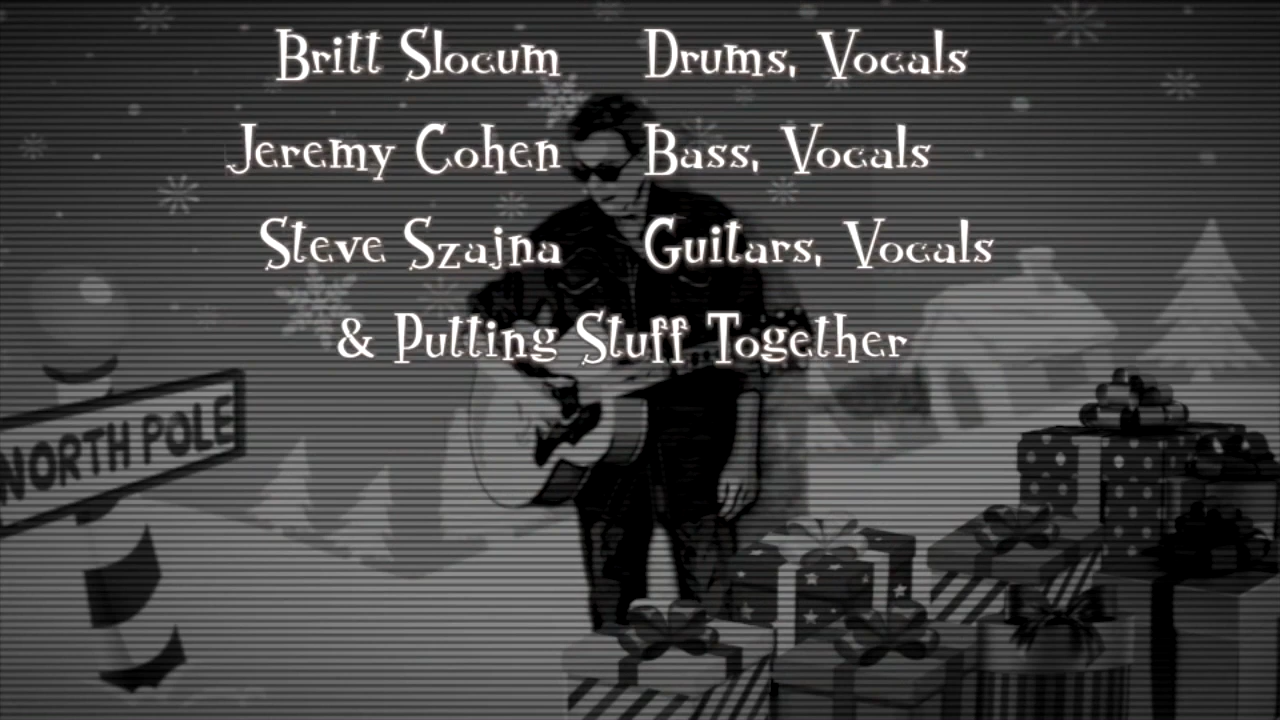 Britt Slocum Drums, Vocals
Jeremy Cohen Bass, Vocals
Steve Szajna Guitars, Vocals
& Putting Stuff Together
NORTH POLE